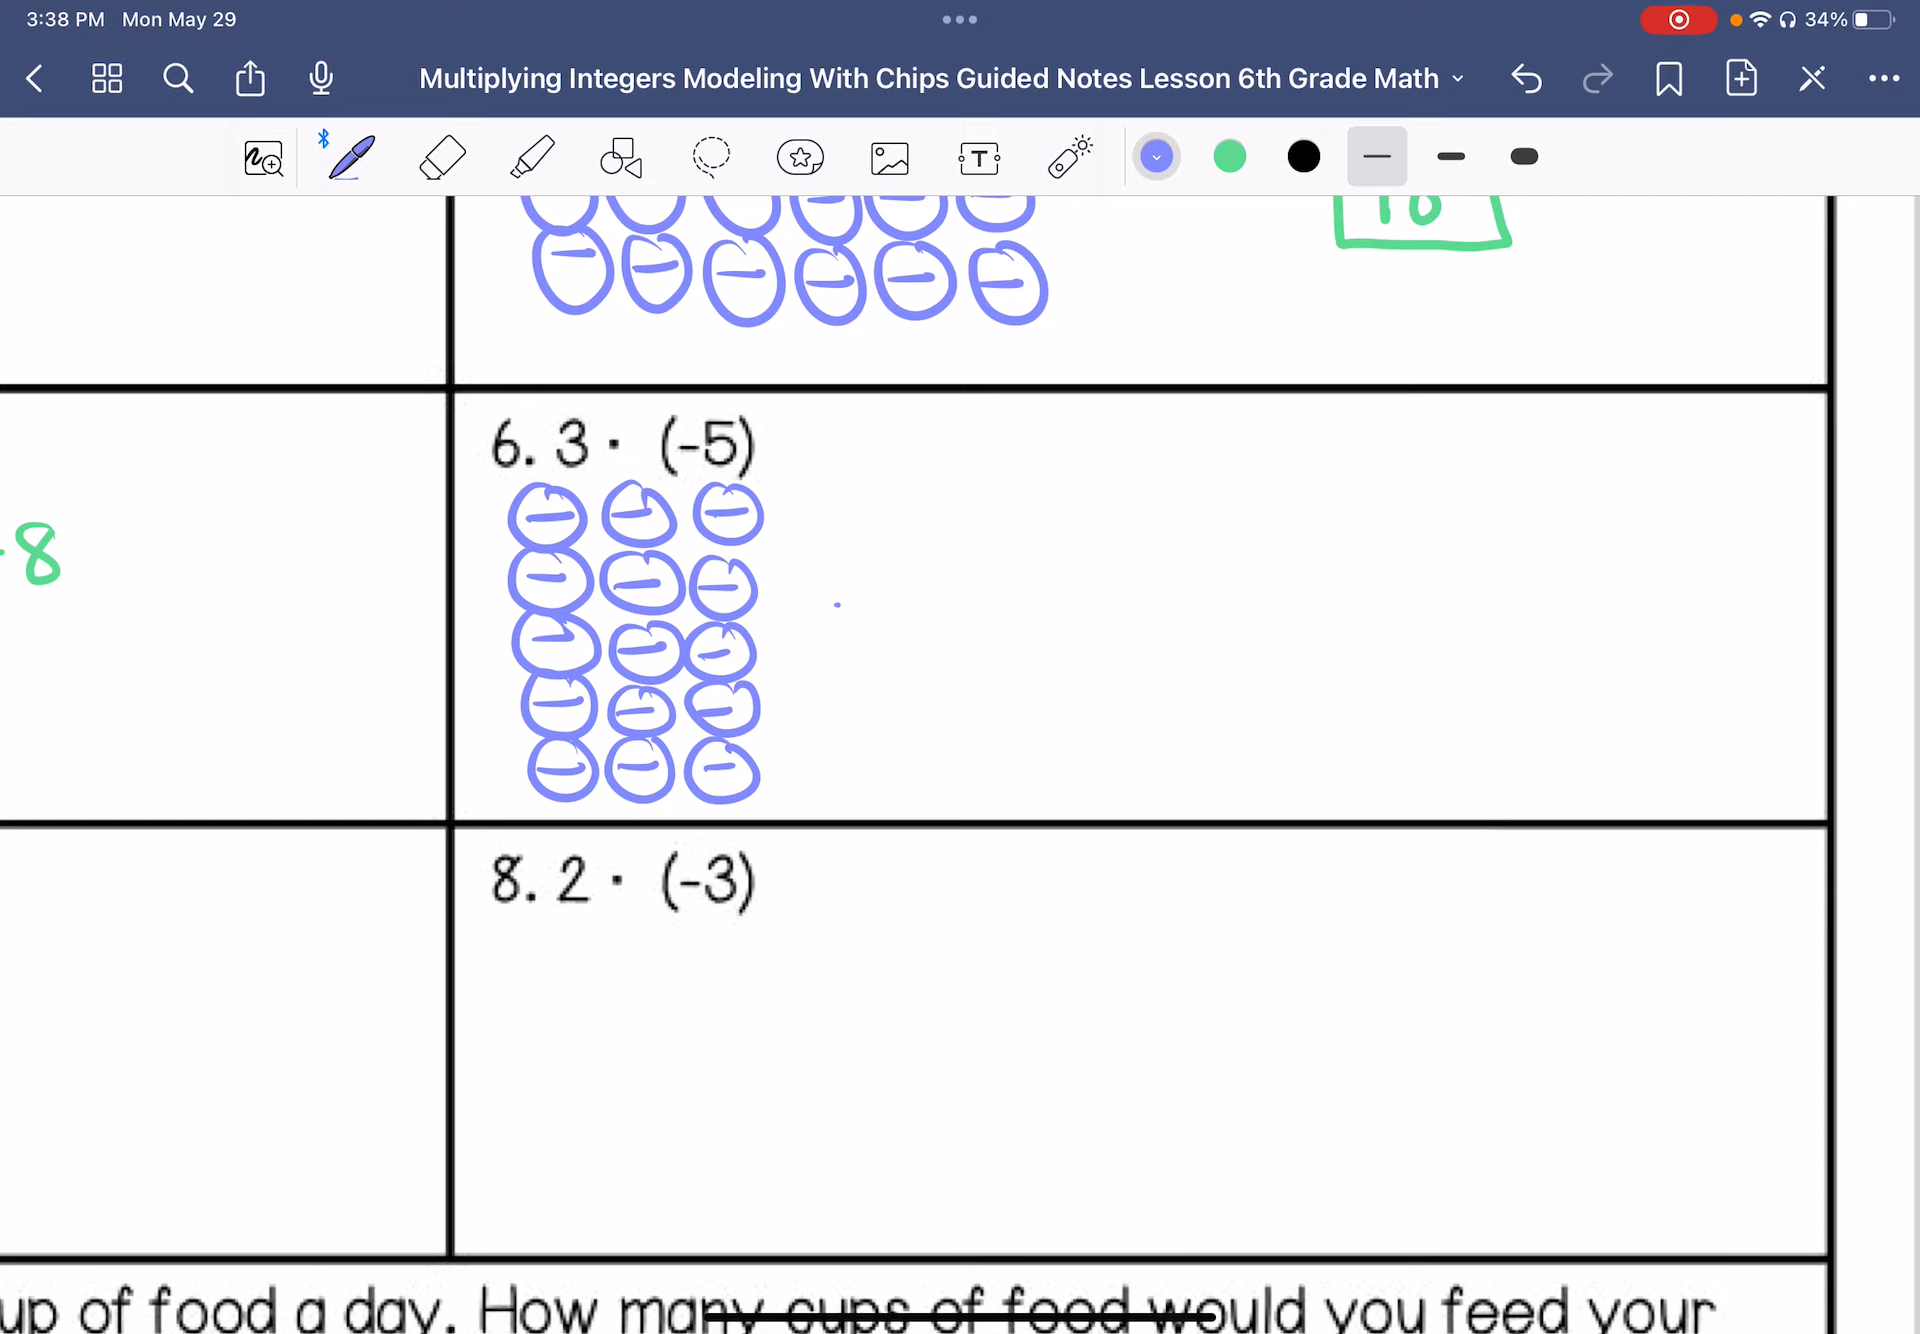 3:38 PM Mon May 29
34%
Multiplying Integers Modeling With Chips Guided Notes Lesson 6th Grade Math
T
6. 3 · (-5)
-8
8. 2 · (-3)
up of food a day. How many cups of food would you feed your